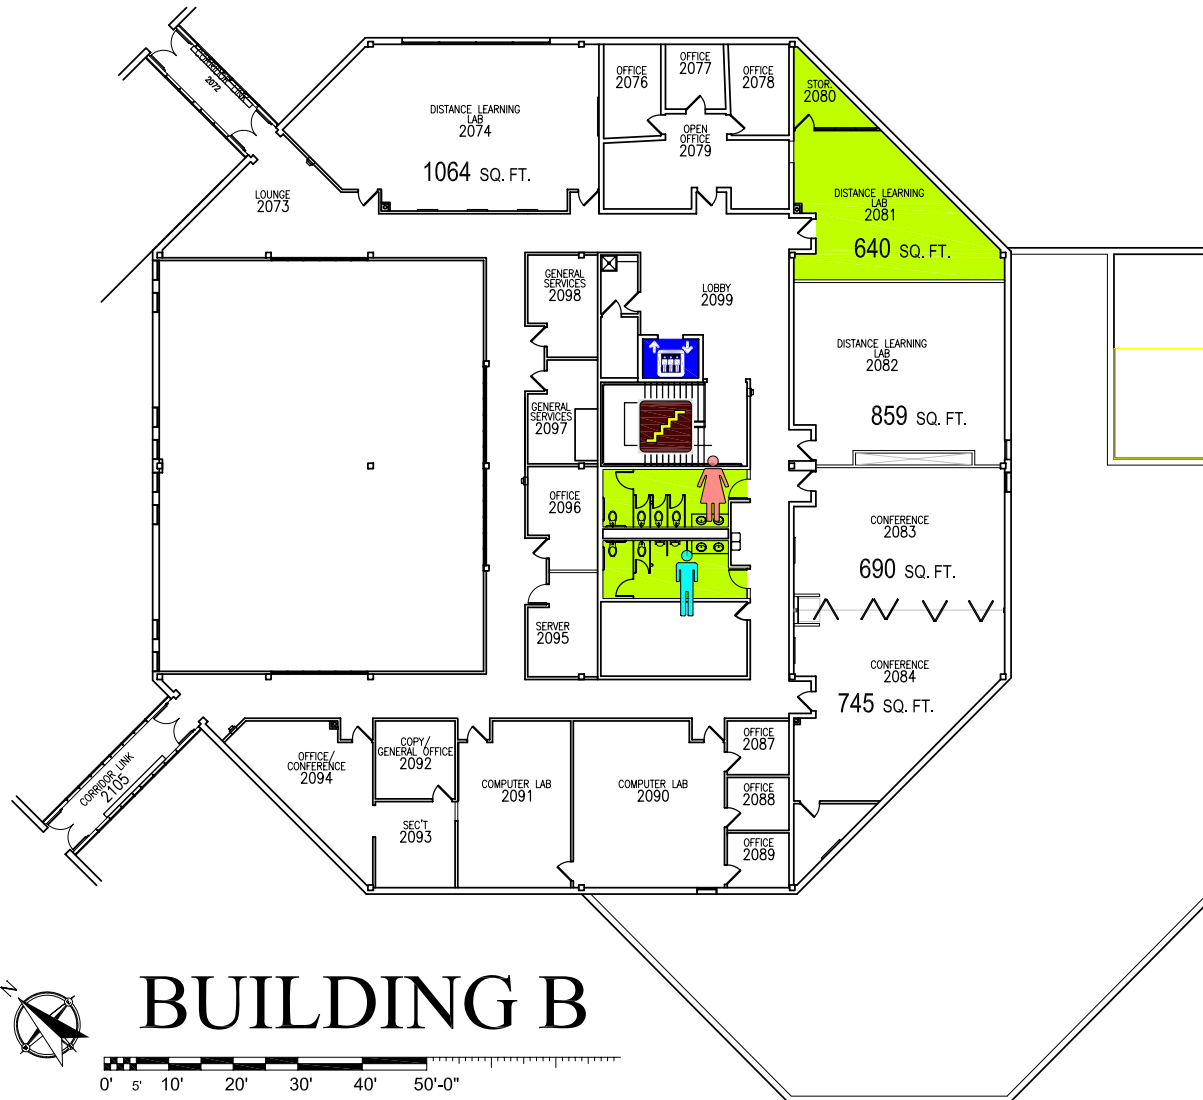 CORRIDOR LINK
2072
DISTANCE LEARNING
LAB
2074
1064 SQ. FT.
OFFICE
2076
OFFICE
2077
OFFICE
2078
OPEN
OFFICE
2079
STOR.
2080
DISTANCE LEARNING
LAB
2081
640 SQ. FT.
LOUNGE
2073
GENERAL
SERVICES
2098
LOBBY
2099
DISTANCE LEARNING
LAB
2082
859 SQ. FT.
GENERAL
SERVICES
2097
OFFICE
2096
CONFERENCE
2083
690 SQ. FT.
SERVER
2095
CONFERENCE
2084
745 SQ. FT.
CORRIDOR LINK
2105
OFFICE/
CONFERENCE
2094
COPY/
GENERAL OFFICE
2092
SEC'T
2093
COMPUTER LAB
2091
COMPUTER LAB
2090
OFFICE
2087
OFFICE
2088
OFFICE
2089
N
BUILDING B
0' 5' 10' 20' 30' 40' 50'-0"